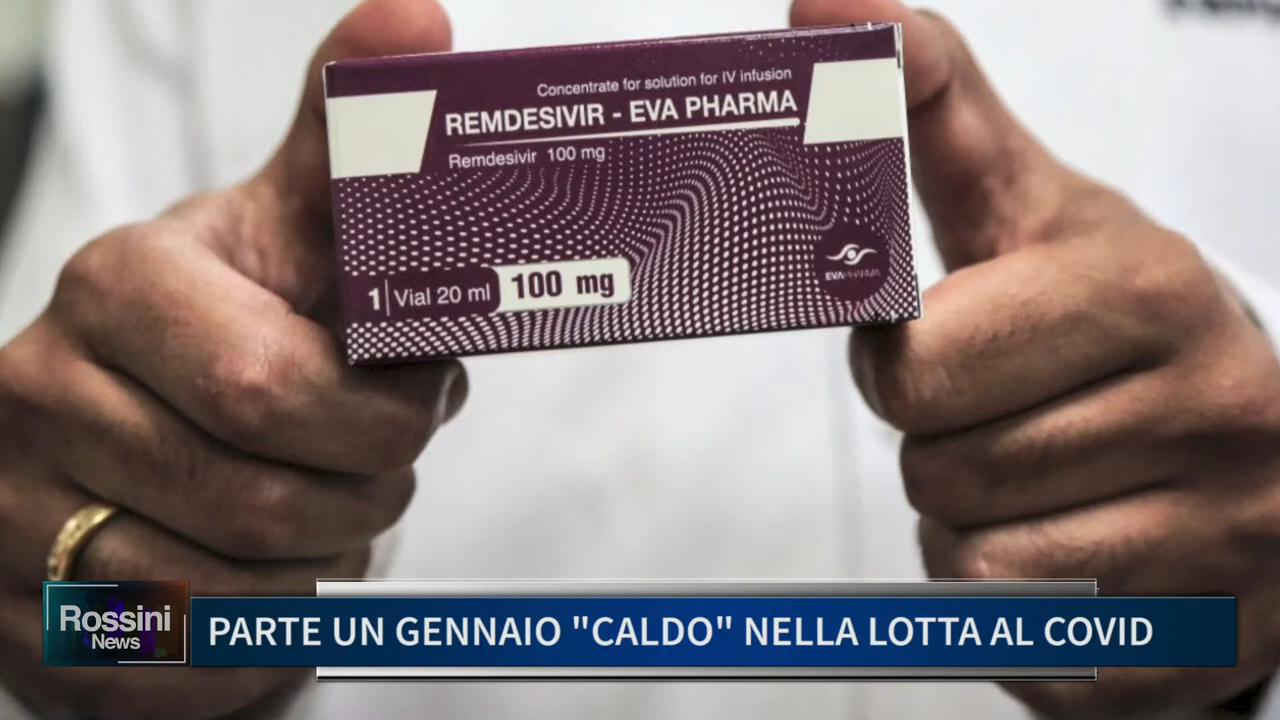 Concentrate for solution for IV infusion
REMDESIVIR - EVA PHARMA
Remdesivir 100 mg
1 Vial 20 ml 100 mg
EVAPHARMA
Rossini
News
PARTE UN GENNAIO "CALDO" NELLA LOTTA AL COVID